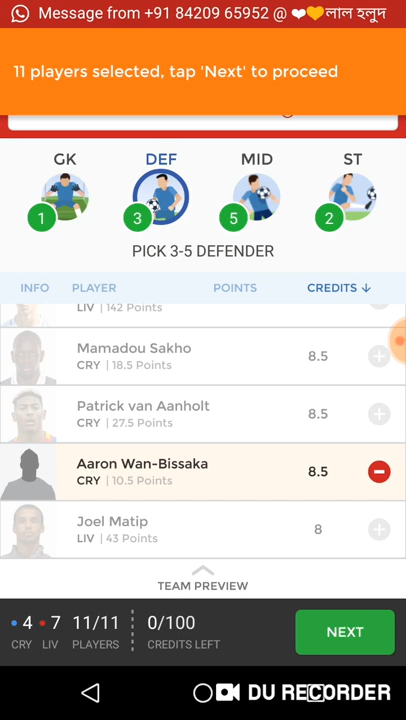 Message from +91 84209 65952 @ ❤️💛লাল হলুদ
11 players selected, tap 'Next' to proceed
GK DEF MID ST
1 3 5 2
PICK 3-5 DEFENDER
INFO PLAYER POINTS CREDITS ↓
LIV | 142 Points
Mamadou Sakho
CRY | 18.5 Points
8.5
Patrick van Aanholt
CRY | 27.5 Points
8.5
Aaron Wan-Bissaka
CRY | 10.5 Points
8.5
Joel Matip
LIV | 43 Points
8
TEAM PREVIEW
4 7 11/11 0/100
CRY LIV PLAYERS CREDITS LEFT
NEXT
DU RECORDER